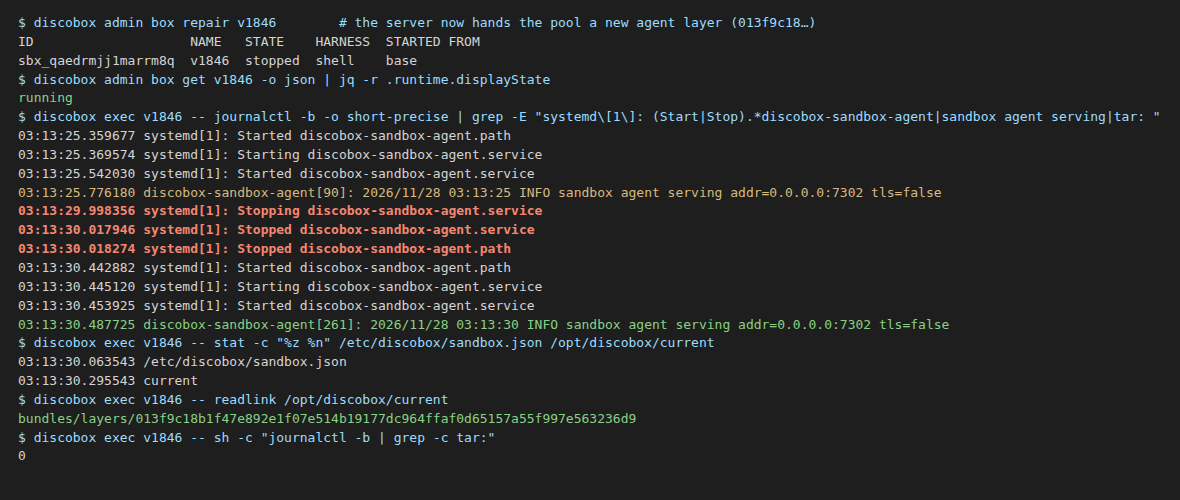 $ discobox admin box repair v1846        # the server now hands the pool a new agent layer (013f9c18…)
ID                    NAME   STATE    HARNESS  STARTED FROM
sbx_qaedrmjj1marrm8q  v1846  stopped  shell    base
$ discobox admin box get v1846 -o json | jq -r .runtime.displayState
running
$ discobox exec v1846 -- journalctl -b -o short-precise | grep -E "systemd\[1\]: (Start|Stop).*discobox-sandbox-agent|sandbox agent serving|tar: "
03:13:25.359677 systemd[1]: Started discobox-sandbox-agent.path
03:13:25.369574 systemd[1]: Starting discobox-sandbox-agent.service
03:13:25.542030 systemd[1]: Started discobox-sandbox-agent.service
03:13:25.776180 discobox-sandbox-agent[90]: 2026/11/28 03:13:25 INFO sandbox agent serving addr=0.0.0.0:7302 tls=false
03:13:29.998356 systemd[1]: Stopping discobox-sandbox-agent.service
03:13:30.017946 systemd[1]: Stopped discobox-sandbox-agent.service
03:13:30.018274 systemd[1]: Stopped discobox-sandbox-agent.path
03:13:30.442882 systemd[1]: Started discobox-sandbox-agent.path
03:13:30.445120 systemd[1]: Starting discobox-sandbox-agent.service
03:13:30.453925 systemd[1]: Started discobox-sandbox-agent.service
03:13:30.487725 discobox-sandbox-agent[261]: 2026/11/28 03:13:30 INFO sandbox agent serving addr=0.0.0.0:7302 tls=false
$ discobox exec v1846 -- stat -c "%z %n" /etc/discobox/sandbox.json /opt/discobox/current
03:13:30.063543 /etc/discobox/sandbox.json
03:13:30.295543 current
$ discobox exec v1846 -- readlink /opt/discobox/current
bundles/layers/013f9c18b1f47e892e1f07e514b19177dc964ffaf0d65157a55f997e563236d9
$ discobox exec v1846 -- sh -c "journalctl -b | grep -c tar:"
0